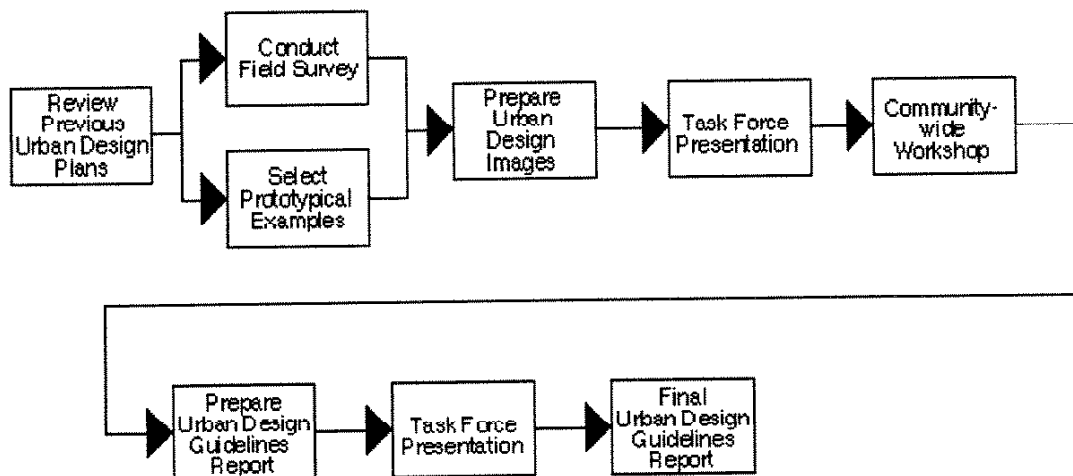 Review
Previous
Urban Design
Plans
Conduct
Field Survey
Select
Prototypical
Examples
Prepare
Urban
Design
Images
Task Force
Presentation
Community-
wide
Workshop
Prepare
Urban Design
Guidelines
Report
Task Force
Presentation
Final
Urban Design
Guidelines
Report